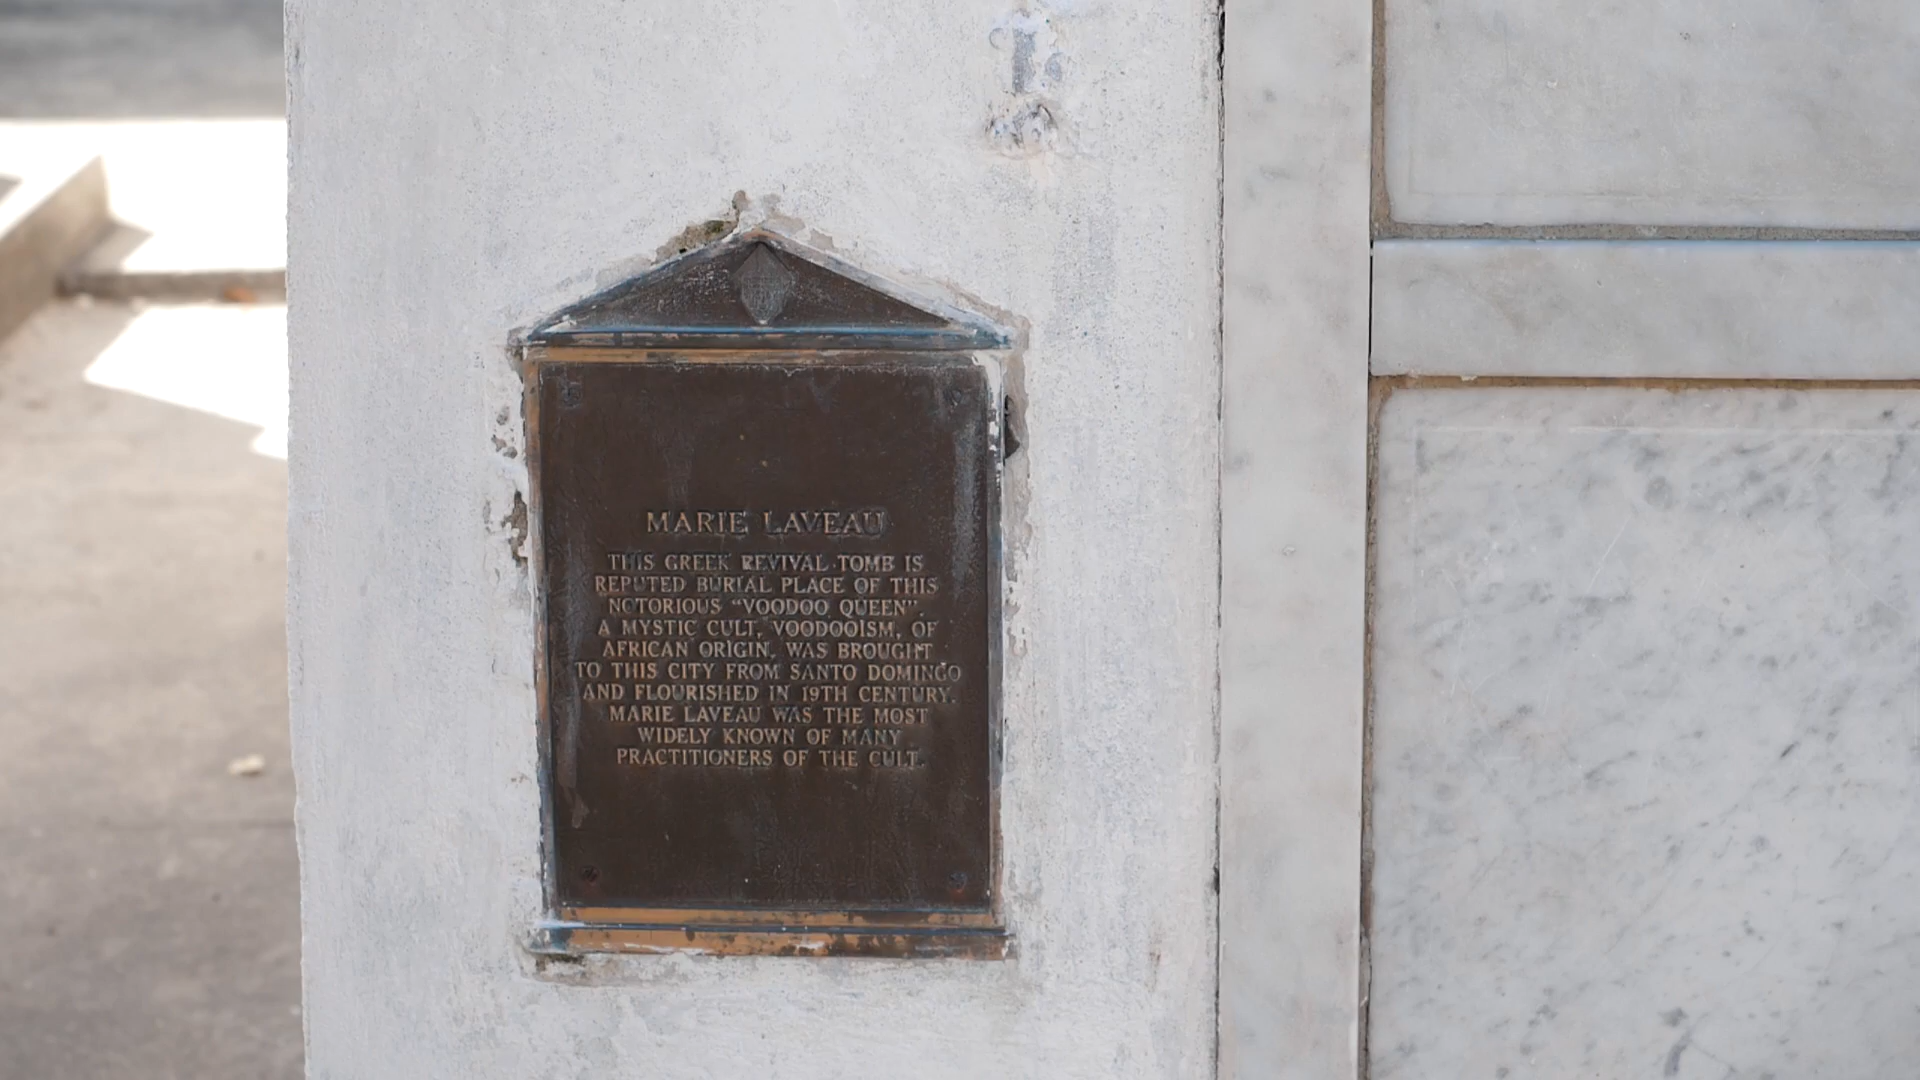 MARIE LAVEAU
THIS GREEK REVIVAL TOMB IS
REPUTED BURIAL PLACE OF THIS
NOTORIOUS “VOODOO QUEEN”.
A MYSTIC CULT, VOODOOISM, OF
AFRICAN ORIGIN, WAS BROUGHT
TO THIS CITY FROM SANTO DOMINGO
AND FLOURISHED IN 19TH CENTURY.
MARIE LAVEAU WAS THE MOST
WIDELY KNOWN OF MANY
PRACTITIONERS OF THE CULT.